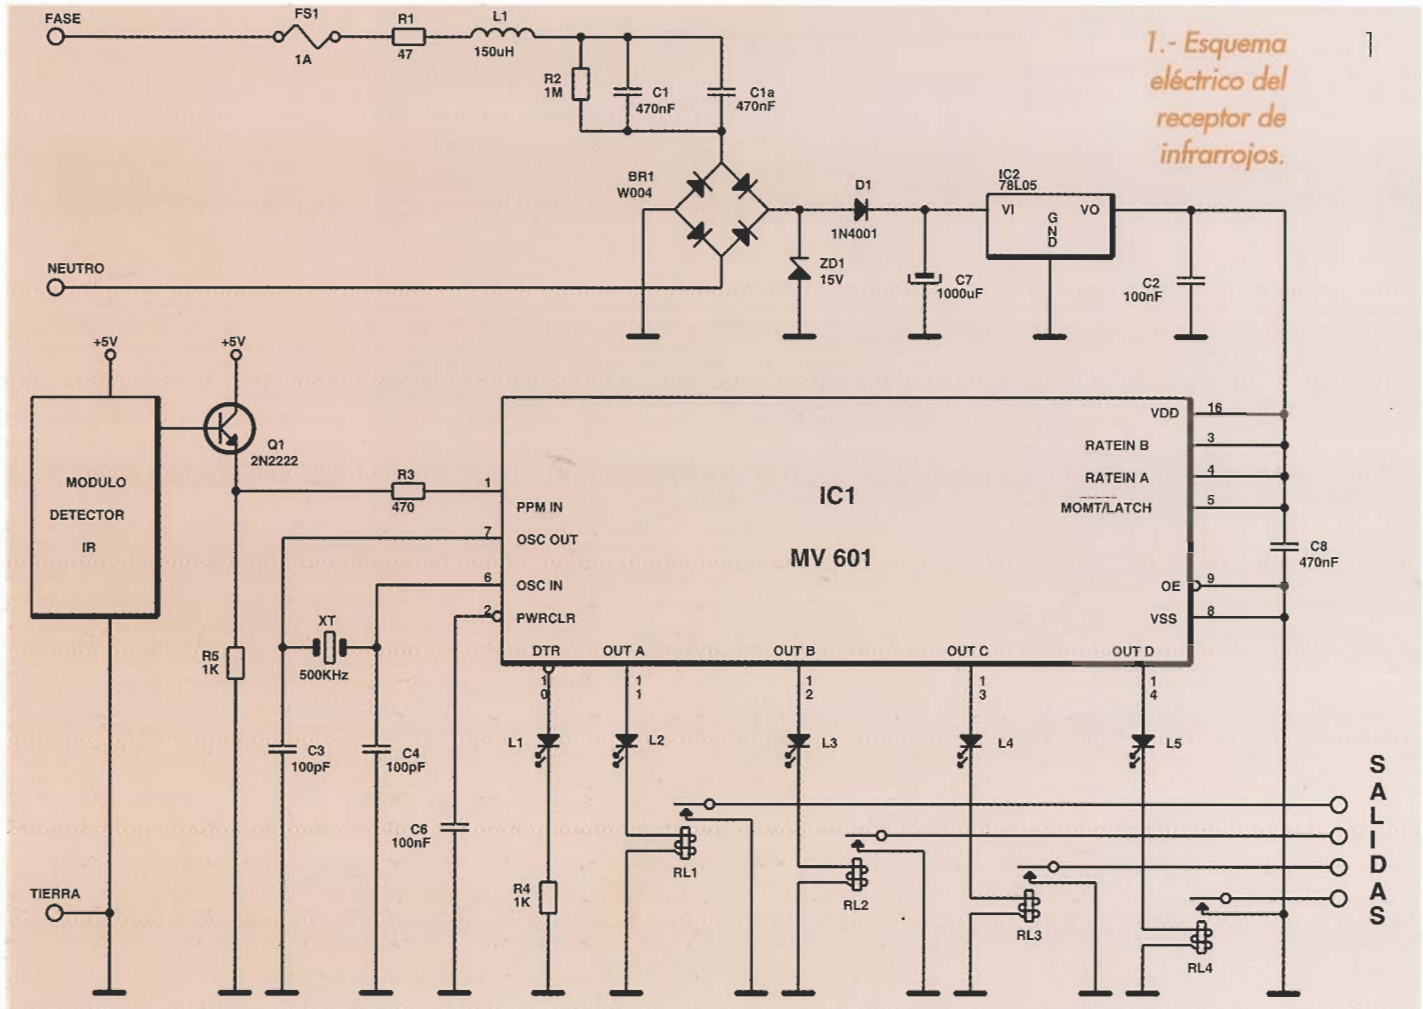 1.- Esquema
eléctrico del
receptor de
infrarrojos.
1
FASE
FS1
1A
R1
47
L1
150uH
R2
1M
C1
470nF
C1a
470nF
BR1
W004
D1
1N4001
IC2
78L05
VI
VO
GND
ZD1
15V
C7
1000uF
C2
100nF
NEUTRO
+5V
+5V
MODULO
DETECTOR
IR
Q1
2N2222
R3
470
1
PPM IN
7
OSC OUT
6
OSC IN
2
PWRCLR
IC1
MV 601
VDD
16
RATEIN B
3
RATEIN A
4
MOMT/LATCH
5
OE
9
VSS
8
C8
470nF
XT
500KHz
R5
1K
DTR
10
OUT A
11
OUT B
12
OUT C
13
OUT D
14
L1
L2
L3
L4
L5
C3
100pF
C4
100pF
C6
100nF
R4
1K
RL1
RL2
RL3
RL4
TIERRA
SALIDAS